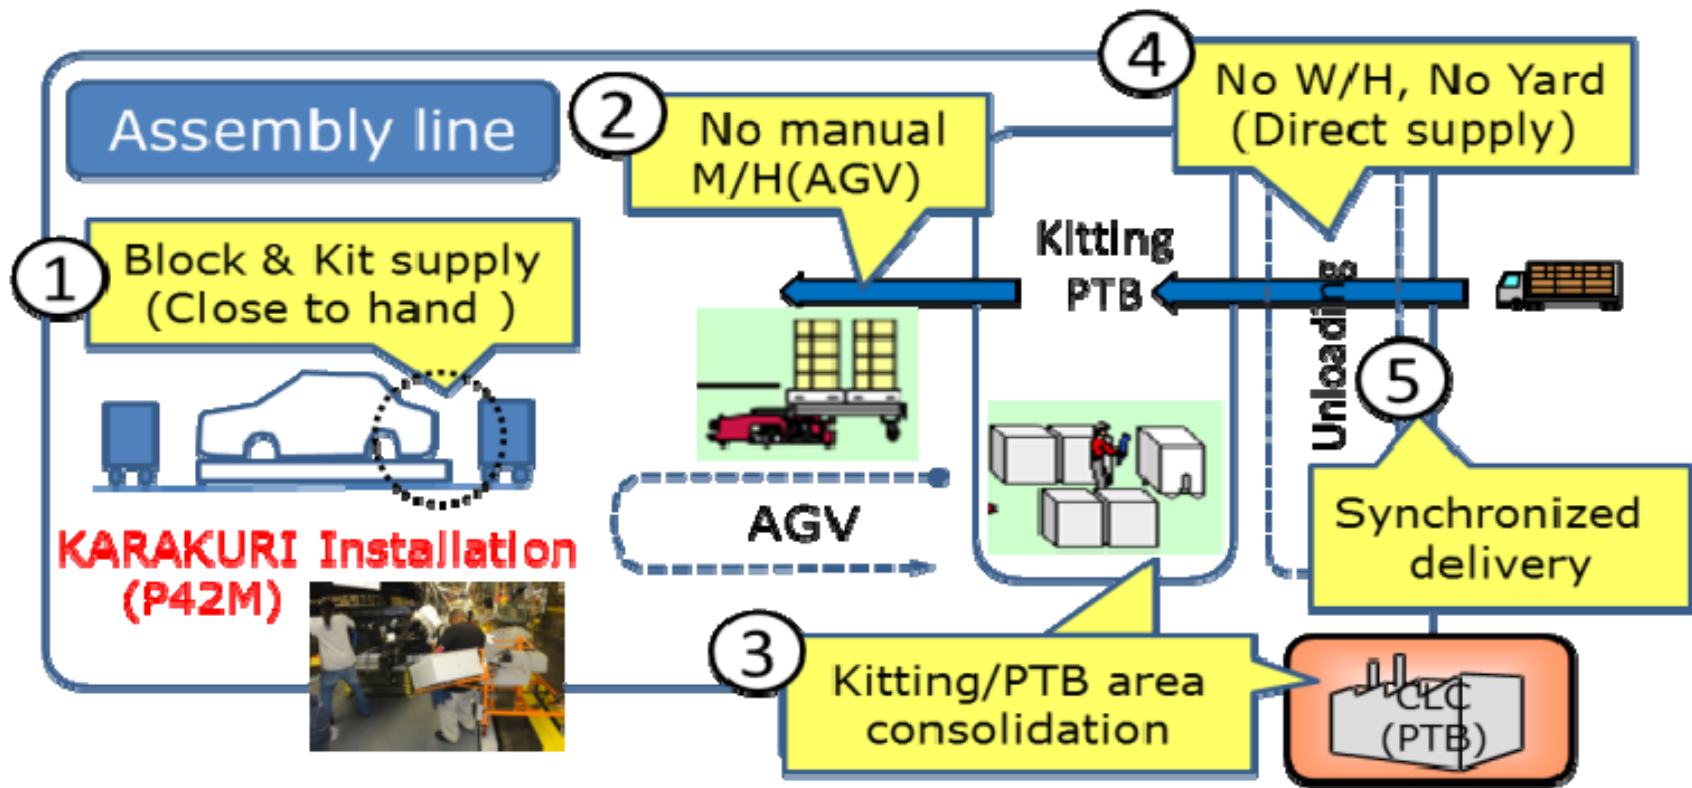 Assembly line
1
Block & Kit supply
(Close to hand )
2
No manual
M/H(AGV)
4
No W/H, No Yard
(Direct supply)
Kitting
PTB
Unloading
5
Synchronized
delivery
AGV
KARAKURI Installation
(P42M)
3
Kitting/PTB area
consolidation
CLC
(PTB)